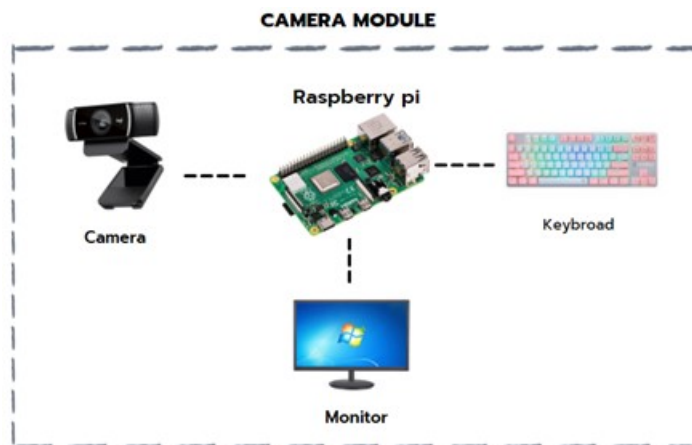 CAMERA MODULE
Raspberry pi
Camera
Keybroad
Monitor